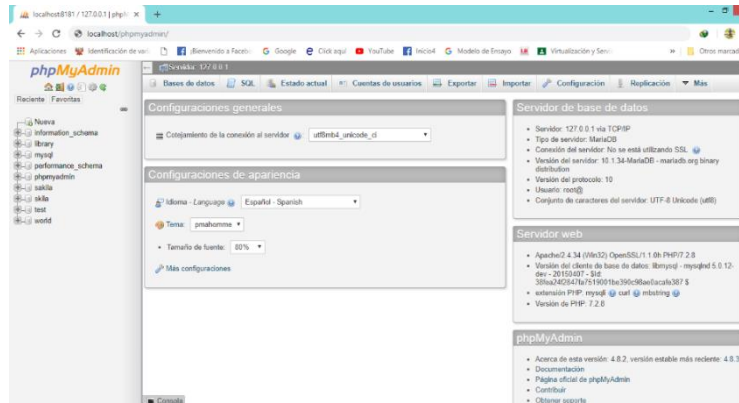 localhost:8181 / 127.0.0.1 | phpM
localhost/phpmyadmin/
Aplicaciones
Identificación de
¡Bienvenido a Faceb
Google
Click aquí
YouTube
Inicio4
Modelo de Ensayo
Virtualización y Serv
Otros marcad
phpMyAdmin
Reciente Favoritas
Nueva
information_schema
library
mysql
performance_schema
phpmyadmin
sakila
skila
test
world
Servidor: 127.0.0.1
Bases de datos SQL Estado actual Cuentas de usuarios Exportar Importar Configuración Replicación Más
Configuraciones generales
Cotejamiento de la conexión al servidor : utf8mb4_unicode_ci
Configuraciones de apariencia
Idioma - Language Español - Spanish
Tema: pmahomme
Tamaño de fuente: 80%
Más configuraciones
Consola
Servidor de base de datos
Servidor: 127.0.0.1 via TCP/IP
Tipo de servidor: MariaDB
Conexión del servidor: No se está utilizando SSL
Versión del servidor: 10.1.34-MariaDB - mariadb.org binary
distribution
Versión del protocolo: 10
Usuario: root@
Conjunto de caracteres del servidor: UTF-8 Unicode (utf8)
Servidor web
Apache/2.4.34 (Win32) OpenSSL/1.1.0h PHP/7.2.8
Versión del cliente de base de datos: libmysql - mysqlnd 5.0.12-
dev - 20150407 - $Id:
$
extensión PHP: mysqli curl mbstring
Versión de PHP: 7.2.8
phpMyAdmin
Acerca de esta versión: 4.8.2, versión estable más reciente: 4.8.3
Documentación
Página oficial de phpMyAdmin
Contribuir
Obtener soporte